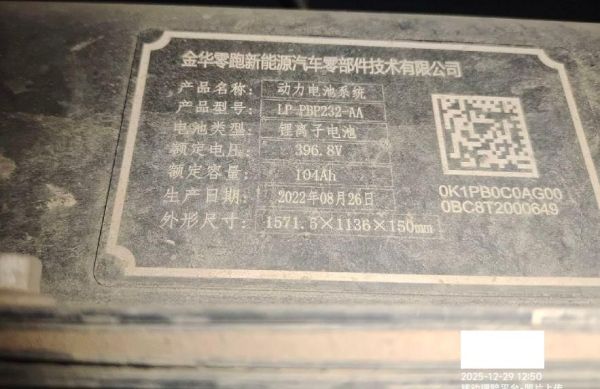 金华零跑新能源汽车零部件技术有限公司
产品名称: 动力电池系统
产品型号: LP-PBP232-AA
电池类型: 锂离子电池
额定电压: 396.8V
额定容量: 104Ah
生产日期: 2022年08月26日
外形尺寸: 1571.5×1136×150mm
0K1PB0C0AG00
0BC8T2000649
2025-12-29 12:50